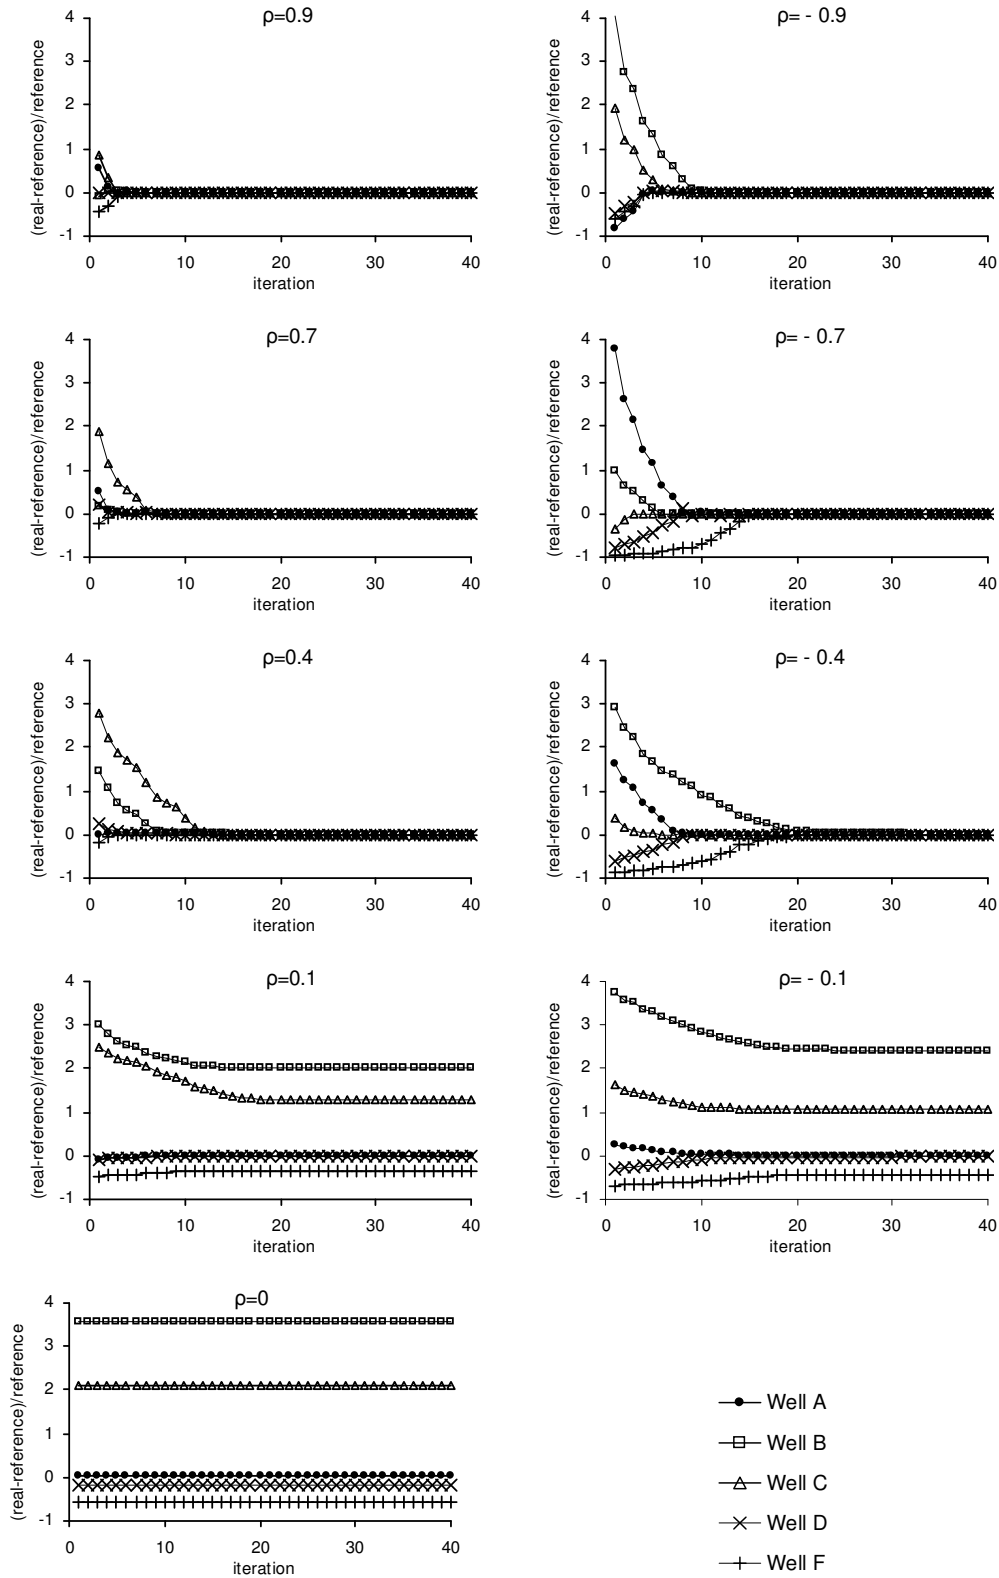 ρ=0.9
(real-reference)/reference
4
3
2
1
0
-1
0 10 20 30 40
iteration
ρ= - 0.9
(real-reference)/reference
4
3
2
1
0
-1
0 10 20 30 40
iteration
ρ=0.7
(real-reference)/reference
4
3
2
1
0
-1
0 10 20 30 40
iteration
ρ= - 0.7
(real-reference)/reference
4
3
2
1
0
-1
0 10 20 30 40
iteration
ρ=0.4
(real-reference)/reference
4
3
2
1
0
-1
0 10 20 30 40
iteration
ρ= - 0.4
(real-reference)/reference
4
3
2
1
0
-1
0 10 20 30 40
iteration
ρ=0.1
(real-reference)/reference
4
3
2
1
0
-1
0 10 20 30 40
iteration
ρ= - 0.1
(real-reference)/reference
4
3
2
1
0
-1
0 10 20 30 40
iteration
ρ=0
(real-reference)/reference
4
3
2
1
0
-1
0 10 20 30 40
iteration
Well A
Well B
Well C
Well D
Well F